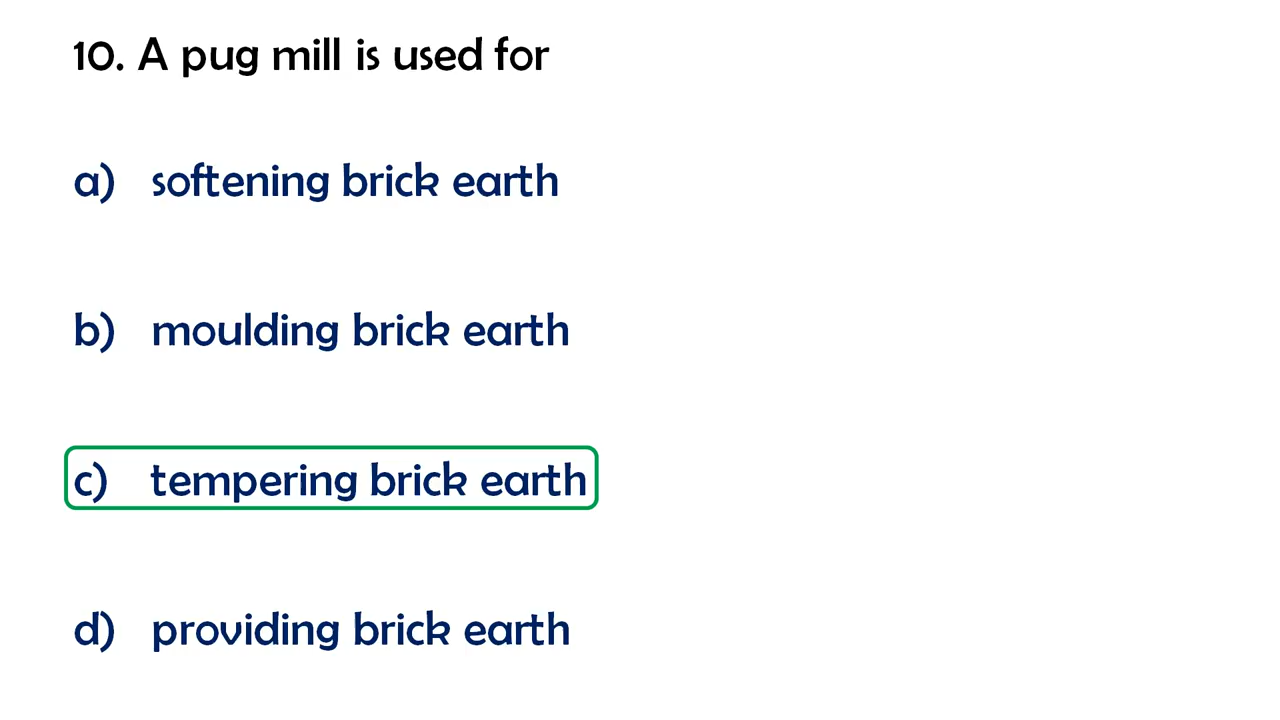 10. A pug mill is used for
a) softening brick earth
b) moulding brick earth
c) tempering brick earth
d) providing brick earth